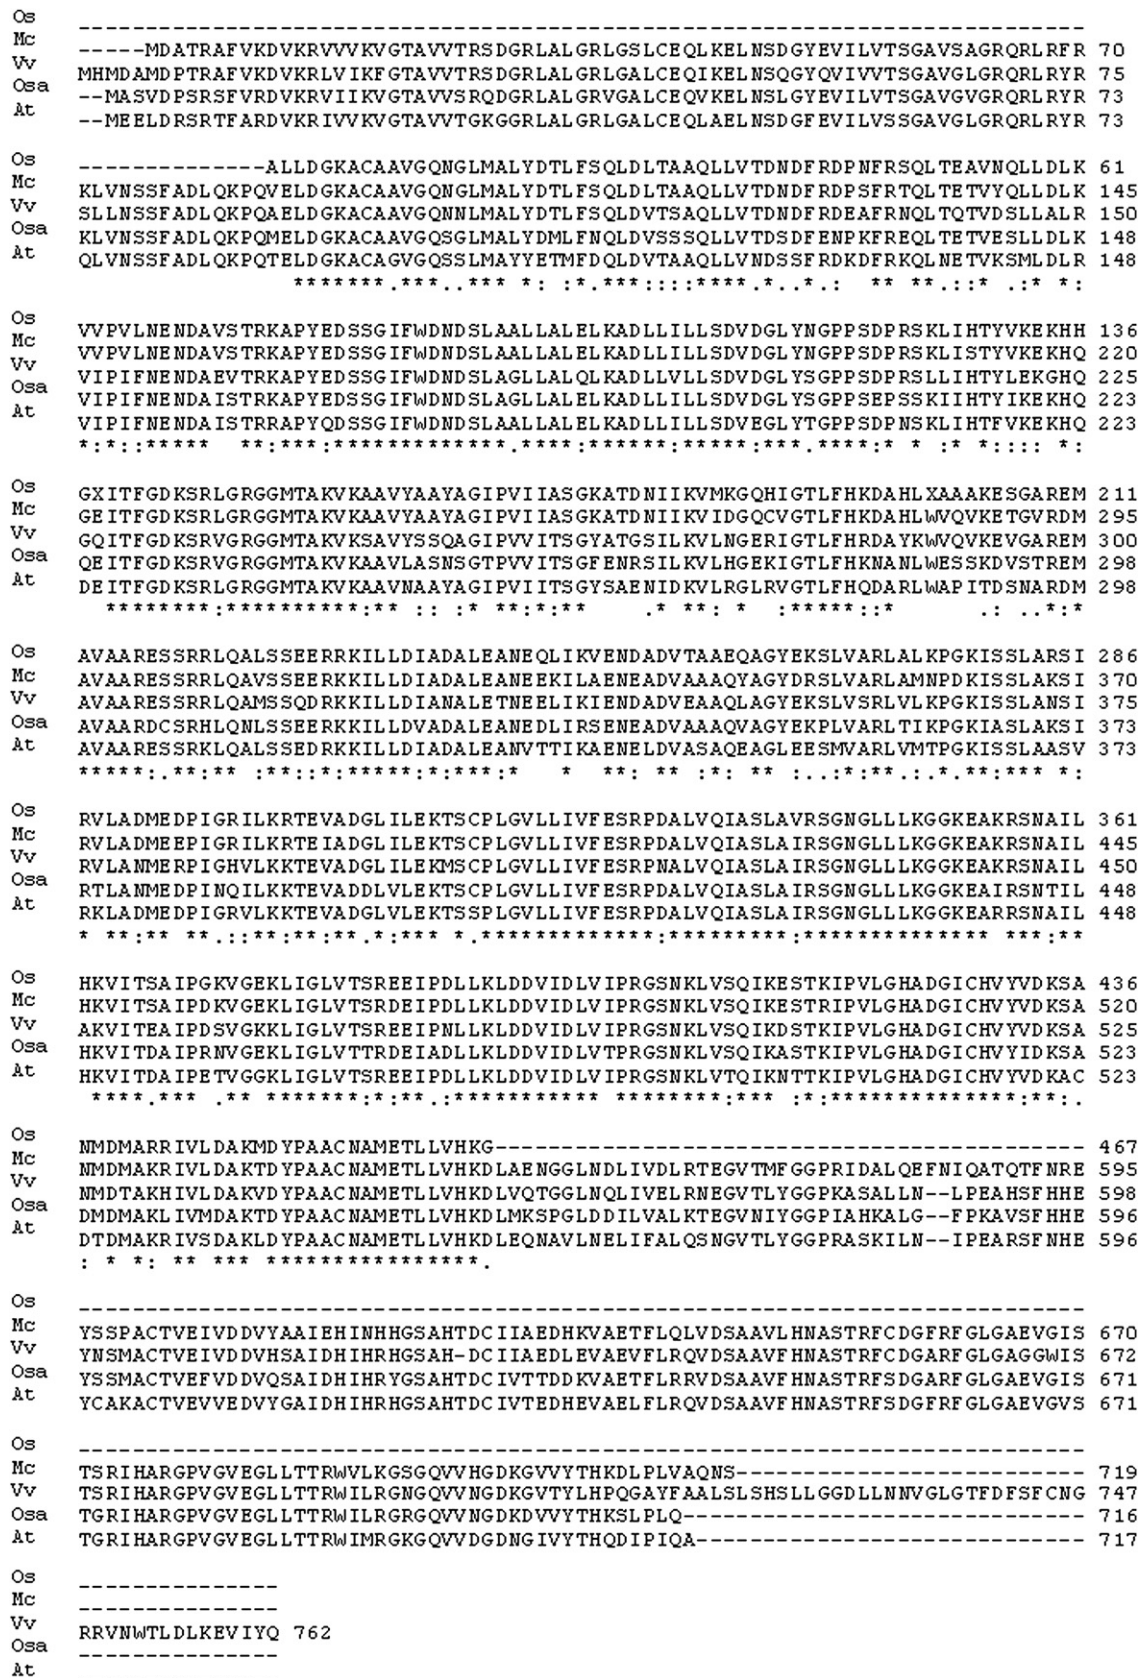 Os ---------------------------------------------------------------------------
Mc -----MDATRAFVKDVKRVVVKVGTAVVTRSDGRLALGRLGSLCEQLKELNSDGYEVILVTSGAVSAGRQRLRFR 70
Vv MHMDAMDPTRAFVKDVKRLVIKFGTAVVTRSDGRLALGRLGALCEQIKELNSQGYQVIVVTSGAVGLGRQRLRYR 75
Osa --MASVDPSRSFVRDVKRVIIKVGTAVVSRQDGRLALGRVGALCEQVKELNSLGYEVILVTSGAVGVGRQRLRYR 73
At --MEELDRSRTFARDVKRIVVKVGTAVVTGKGGRLALGRLGALCEQLAELNSDGFEVILVSSGAVGLGRQRLRYR 73
Os --------------ALLDGKACAAVGQNGLMALYDTLFSQLDLTAAQLLVTDNDFRDPNFRSQLTEAVNQLLDLK 61
Mc KLVNSSFADLQKPQVELDGKACAAVGQNGLMALYDTLFSQLDLTAAQLLVTDNDFRDPSFRTQLTETVYQLLDLK 145
Vv SLLNSSFADLQKPQAELDGKACAAVGQNNLMALYDTLFSQLDVTSAQLLVTDNDFRDEAFRNQLTQTVDSLLALR 150
Osa KLVNSSFADLQKPQMELDGKACAAVGQSGLMALYDMLFNQLDVSSSQLLVTDSDFENPKFREQLTETVESLLDLK 148
At QLVNSSFADLQKPQTELDGKACAGVGQSSLMAYYETMFDQLDVTAAQLLVNDSSFRDKDFRKQLNETVKSMLDLR 148
*******.***..*** *: :*.***::::*****.*..*.: ** **.::* .:* *:
Os VVPVLNENDAVSTRKAPYEDSSGIFWDNDSLAALLALELKADLLILLSDVDGLYNGPPSDPRSKLIHTYVKEKHH 136
Mc VVPVLNENDAVSTRKAPYEDSSGIFWDNDSLAALLALELKADLLILLSDVDGLYNGPPSDPRSKLISTYVKEKHQ 220
Vv VIPIFNENDAEVTRKAPYEDSSGIFWDNDSLAGLLALQLKADLLVLLSDVDGLYSGPPSDPRSLLIHTYLEKGHQ 225
Osa VIPIFNENDAISTRKAPYEDSSGIFWDNDSLAGLLALELKADLLILLSDVDGLYSGPPSEPSSKIIHTYIKEKHQ 223
At VIPIFNENDAISTRRAPYQDSSGIFWDNDSLAALLALELKADLLILLSDVEGLYTGPPSDPNSKLIHTFVKEKHQ 223
*:*::***** **:***:*************.****:******:*****:***.****:* * :* *:::: *:
Os GXITFGDKSRLGRGGMTAKVKAAVYAAYAGIPVIIASGKATDNIIKVMKGQHIGTLFHKDAHLXAAAKESGAREM 211
Mc GEITFGDKSRLGRGGMTAKVKAAVYAAYAGIPVIIASGKATDNIIKVIDGQCVGTLFHKDAHLWVQVKETGVRDM 295
Vv GQITFGDKSRVGRGGMTAKVKSAVYSSQAGIPVVITSGYATGSILKVLNGERIGTLFHRDAYKWVQVKEVGAREM 300
Osa QEITFGDKSRVGRGGMTAKVKAAVLASNSGTPVVITSGFENRSILKVLHGEKIGTLFHKNANLWESSKDVSTREM 298
At DEITFGDKSRLGRGGMTAKVKAAVNAAYAGIPVIITSGYSAENIDKVLRGLRVGTLFHQDARLWAPITDSNARDM 298
********:**********:** :: :* **:*:** .* **: * :*****::* .: ..*:*
Os AVAARESSRRLQALSSEERRKILLDIADALEANEQLIKVENDADVTAAEQAGYEKSLVARLALKPGKISSLARSI 286
Mc AVAARESSRRLQAVSSEERKKILLDIADALEANEEKILAENEADVAAAQYAGYDRSLVARLAMNPDKISSLAKSI 370
Vv AVAARESSRRLQAMSSQDRKKILLDIANALETNEELIKIENDADVEAAQLAGYEKSLVSRLVLKPGKISSLANSI 375
Osa AVAARDCSRHLQNLSSEERKKILLDVADALEANEDLIRSENEADVAAAQVAGYEKPLVARLTIKPGKIASLAKSI 373
At AVAARESSRKLQALSSEDRKKILLDIADALEANVTTIKAENELDVASAQEAGLEESMVARLVMTPGKISSLAASV 373
*****:.**:** :**::*:*****:*:***:* * **: ** :*: ** :..:*:**.:.*.**:*** *:
Os RVLADMEDPIGRILKRTEVADGLILEKTSCPLGVLLIVFESRPDALVQIASLAVRSGNGLLLKGGKEAKRSNAIL 361
Mc RVLADMEEPIGRILKRTEIADGLILEKTSCPLGVLLIVFESRPDALVQIASLAIRSGNGLLLKGGKEAKRSNAIL 445
Vv RVLANMERPIGHVLKKTEVADGLILEKMSCPLGVLLIVFESRPNALVQIASLAIRSGNGLLLKGGKEAKRSNAIL 450
Osa RTLANMEDPINQILKKTEVADDLVLEKTSCPLGVLLIVFESRPDALVQIASLAIRSGNGLLLKGGKEAIRSNTIL 448
At RKLADMEDPIGRVLKKTEVADGLVLEKTSSPLGVLLIVFESRPDALVQIASLAIRSGNGLLLKGGKEARRSNAIL 448
* **:** **.::**:**:**.*:*** *.*************:*********:************** ***:**
Os HKVITSAIPGKVGEKLIGLVTSREEIPDLLKLDDVIDLVIPRGSNKLVSQIKESTKIPVLGHADGICHVYVDKSA 436
Mc HKVITSAIPDKVGEKLIGLVTSRDEIPDLLKLDDVIDLVIPRGSNKLVSQIKESTRIPVLGHADGICHVYVDKSA 520
Vv AKVITEAIPDSVGKKLIGLVTSREEIPNLLKLDDVIDLVIPRGSNKLVSQIKDSTKIPVLGHADGICHVYVDKSA 525
Osa HKVITDAIPRNVGEKLIGLVTTRDEIADLLKLDDVIDLVTPRGSNKLVSQIKASTKIPVLGHADGICHVYIDKSA 523
At HKVITDAIPETVGGKLIGLVTSREEIPDLLKLDDVIDLVIPRGSNKLVTQIKNTTKIPVLGHADGICHVYVDKAC 523
****.*** .** *******:*:**.:*********** ********:*** :*:**************:**:.
Os NMDMARRIVLDAKMDYPAACNAMETLLVHKG-------------------------------------------- 467
Mc NMDMAKRIVLDAKTDYPAACNAMETLLVHKDLAENGGLNDLIVDLRTEGVTMFGGPRIDALQEFNIQATQTFNRE 595
Vv NMDTAKHIVLDAKVDYPAACNAMETLLVHKDLVQTGGLNQLIVELRNEGVTLYGGPKASALLN--LPEAHSFHHE 598
Osa DMDMAKLIVMDAKTDYPAACNAMETLLVHKDLMKSPGLDDILVALKTEGVNIYGGPIAHKALG--FPKAVSFHHE 596
At DTDMAKRIVSDAKLDYPAACNAMETLLVHKDLEQNAVLNELIFALQSNGVTLYGGPRASKILN--IPEARSFNHE 596
: * *: ** *** ****************.
Os ---------------------------------------------------------------------------
Mc YSSPACTVEIVDDVYAAIEHINHHGSAHTDCIIAEDHKVAETFLQLVDSAAVLHNASTRFCDGFRFGLGAEVGIS 670
Vv YNSMACTVEIVDDVHSAIDHIHRHGSAH-DCIIAEDLEVAEVFLRQVDSAAVFHNASTRFCDGARFGLGAGGWIS 672
Osa YSSMACTVEFVDDVQSAIDHIHRYGSAHTDCIVTTDDKVAETFLRRVDSAAVFHNASTRFSDGARFGLGAEVGIS 671
At YCAKACTVEVVEDVYGAIDHIHRHGSAHTDCIVTEDHEVAELFLRQVDSAAVFHNASTRFSDGFRFGLGAEVGVS 671
Os ---------------------------------------------------------------------------
Mc TSRIHARGPVGVEGLLTTRWVLKGSGQVVHGDKGVVYTHKDLPLVAQNS-------------------------- 719
Vv TSRIHARGPVGVEGLLTTRWILRGNGQVVNGDKGVTYLHPQGAYFAALSLSHSLLGGDLLNNVGLGTFDFSFCNG 747
Osa TGRIHARGPVGVEGLLTTRWILRGRGQVVNGDKDVVYTHKSLPLQ------------------------------ 716
At TGRIHARGPVGVEGLLTTRWIMRGKGQVVDGDNGIVYTHQDIPIQA----------------------------- 717
Os ---------------
Mc ---------------
Vv RRVNWTLDLKEVIYQ 762
Osa ---------------
At ---------------